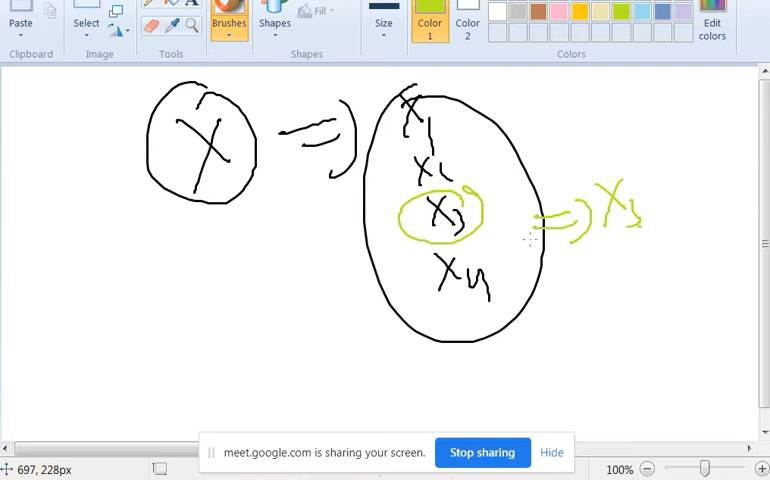 Paste
Select
Brushes
Shapes
Fill
Size
Color 1
Color 2
Edit colors
Clipboard
Image
Tools
Shapes
Colors
X ⇒
X1
X2
X3 ⇒ X3
X4
meet.google.com is sharing your screen. Stop sharing Hide
697, 228px
100%